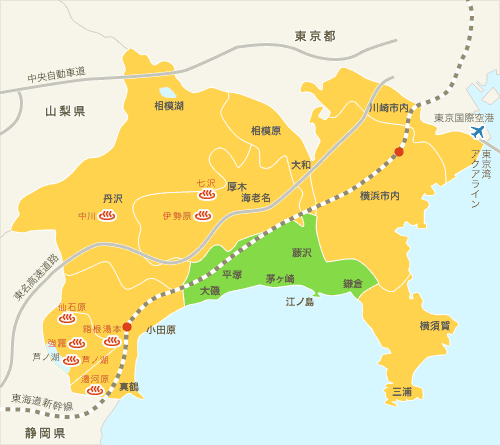 東京都
中央自動車道
山梨県
相模湖
川崎市内
東京国際空港
相模原
東京湾
アクアライン
大和
七沢
厚木
海老名
丹沢
横浜市内
中川
伊勢原
東名高速道路
藤沢
平塚
茅ヶ崎
大磯
鎌倉
江ノ島
仙石原
箱根湯本
小田原
横須賀
強羅
芦ノ湖
芦ノ湖
湯河原
真鶴
三浦
東海道新幹線
静岡県